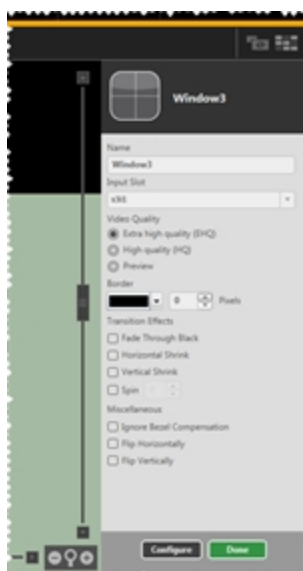 Window3
Name
Window3
Input Slot
Video Quality
Extra high quality (EHQ)
High quality (HQ)
Preview
Border
0 Pixels
Transition Effects
Fade Through Black
Horizontal Shrink
Vertical Shrink
Spin
Miscellaneous
Ignore Bezel Compensation
Flip Horizontally
Flip Vertically
Configure Done